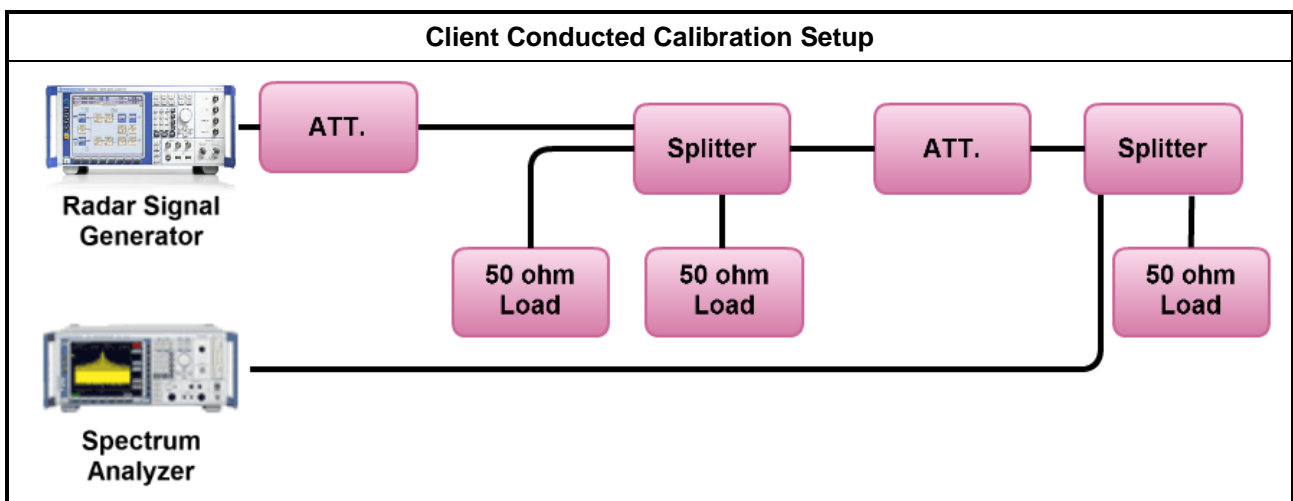 Client Conducted Calibration Setup
ATT.
Splitter
ATT.
Splitter
Radar Signal
Generator
50 ohm
Load
50 ohm
Load
50 ohm
Load
Spectrum
Analyzer